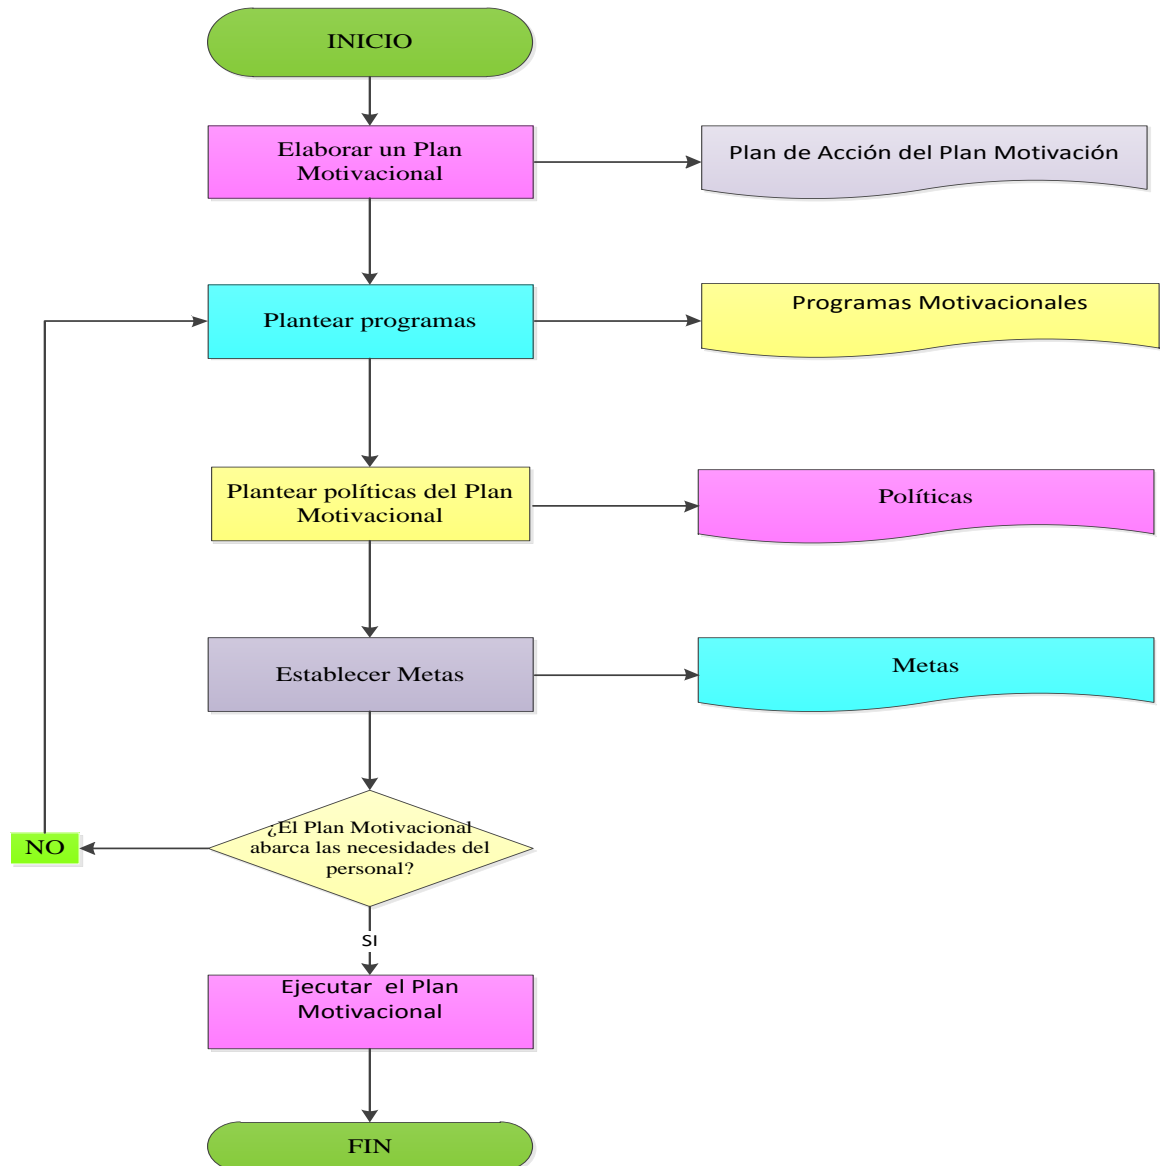 INICIO
Elaborar un Plan
Motivacional
Plan de Acción del Plan Motivación
Plantear programas
Programas Motivacionales
Plantear políticas del Plan
Motivacional
Políticas
Establecer Metas
Metas
¿El Plan Motivacional
abarca las necesidades del
personal?
NO
SI
Ejecutar el Plan
Motivacional
FIN